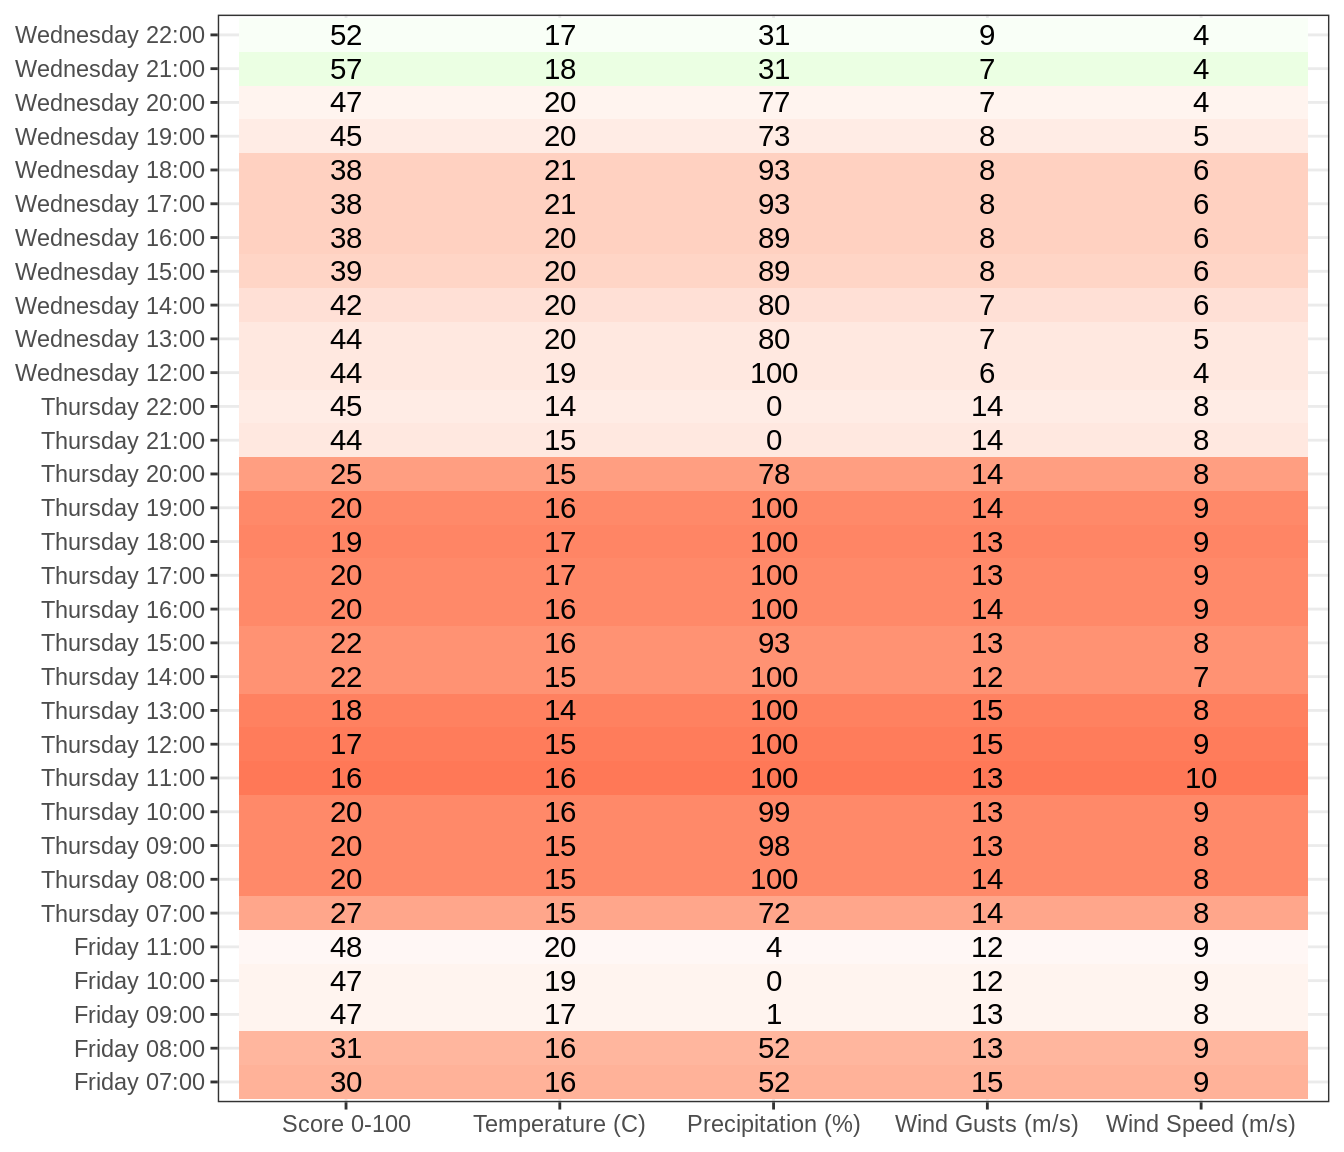 Wednesday 22:00 52 17 31 9 4
Wednesday 21:00 57 18 31 7 4
Wednesday 20:00 47 20 77 7 4
Wednesday 19:00 45 20 73 8 5
Wednesday 18:00 38 21 93 8 6
Wednesday 17:00 38 21 93 8 6
Wednesday 16:00 38 20 89 8 6
Wednesday 15:00 39 20 89 8 6
Wednesday 14:00 42 20 80 7 6
Wednesday 13:00 44 20 80 7 5
Wednesday 12:00 44 19 100 6 4
Thursday 22:00 45 14 0 14 8
Thursday 21:00 44 15 0 14 8
Thursday 20:00 25 15 78 14 8
Thursday 19:00 20 16 100 14 9
Thursday 18:00 19 17 100 13 9
Thursday 17:00 20 17 100 13 9
Thursday 16:00 20 16 100 14 9
Thursday 15:00 22 16 93 13 8
Thursday 14:00 22 15 100 12 7
Thursday 13:00 18 14 100 15 8
Thursday 12:00 17 15 100 15 9
Thursday 11:00 16 16 100 13 10
Thursday 10:00 20 16 99 13 9
Thursday 09:00 20 15 98 13 8
Thursday 08:00 20 15 100 14 8
Thursday 07:00 27 15 72 14 8
Friday 11:00 48 20 4 12 9
Friday 10:00 47 19 0 12 9
Friday 09:00 47 17 1 13 8
Friday 08:00 31 16 52 13 9
Friday 07:00 30 16 52 15 9
Score 0-100 Temperature (C) Precipitation (%) Wind Gusts (m/s) Wind Speed (m/s)